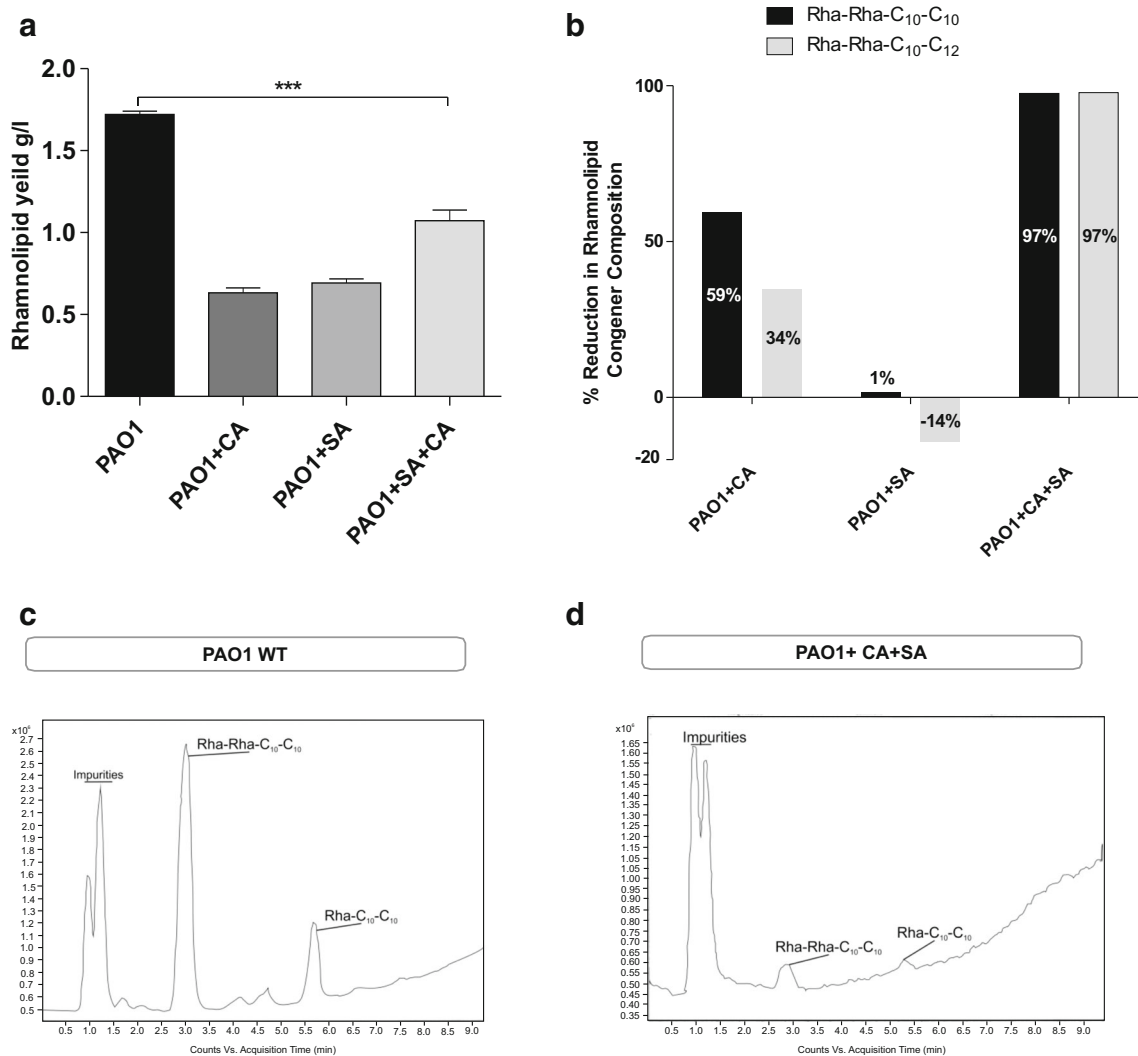 a
Rhamnolipid yeild g/l
2.0
1.5
1.0
0.5
0.0
***
PAO1
PAO1+CA
PAO1+SA
PAO1+SA+CA
b
Rha-Rha-C₁₀-C₁₀
Rha-Rha-C₁₀-C₁₂
% Reduction in Rhamnolipid
Congener Composition
100
50
0
-20
59%
34%
1%
-14%
97%
97%
PAO1+CA
PAO1+SA
PAO1+CA+SA
c
PAO1 WT
x10⁶
2.7
2.6
2.4
2.3
2.2
2.1
2.0
1.9
1.8
1.7
1.6
1.5
1.4
1.3
1.2
1.0
0.9
0.8
0.7
0.6
0.5
Impurities
Rha-Rha-C₁₀-C₁₀
Rha-C₁₀-C₁₀
0.5 1.0 1.5 2.0 2.5 3.0 3.5 4.0 4.5 5.0 5.5 6.0 6.5 7.0 7.5 8.0 8.5 9.0
Counts Vs. Acquisition Time (min)
d
PAO1+ CA+SA
x10⁶
1.65
1.60
1.55
1.50
1.45
1.40
1.35
1.30
1.25
1.20
1.15
1.10
1.05
1.00
0.96
0.90
0.85
0.80
0.75
0.70
0.65
0.60
0.55
0.50
0.45
0.40
0.35
Impurities
Rha-Rha-C₁₀-C₁₀
Rha-C₁₀-C₁₀
0.5 1.0 1.5 2.0 2.5 3.0 3.5 4.0 4.5 5.0 5.5 6.0 6.5 7.0 7.5 8.0 8.5 9.0
Counts Vs. Acquisition Time (min)